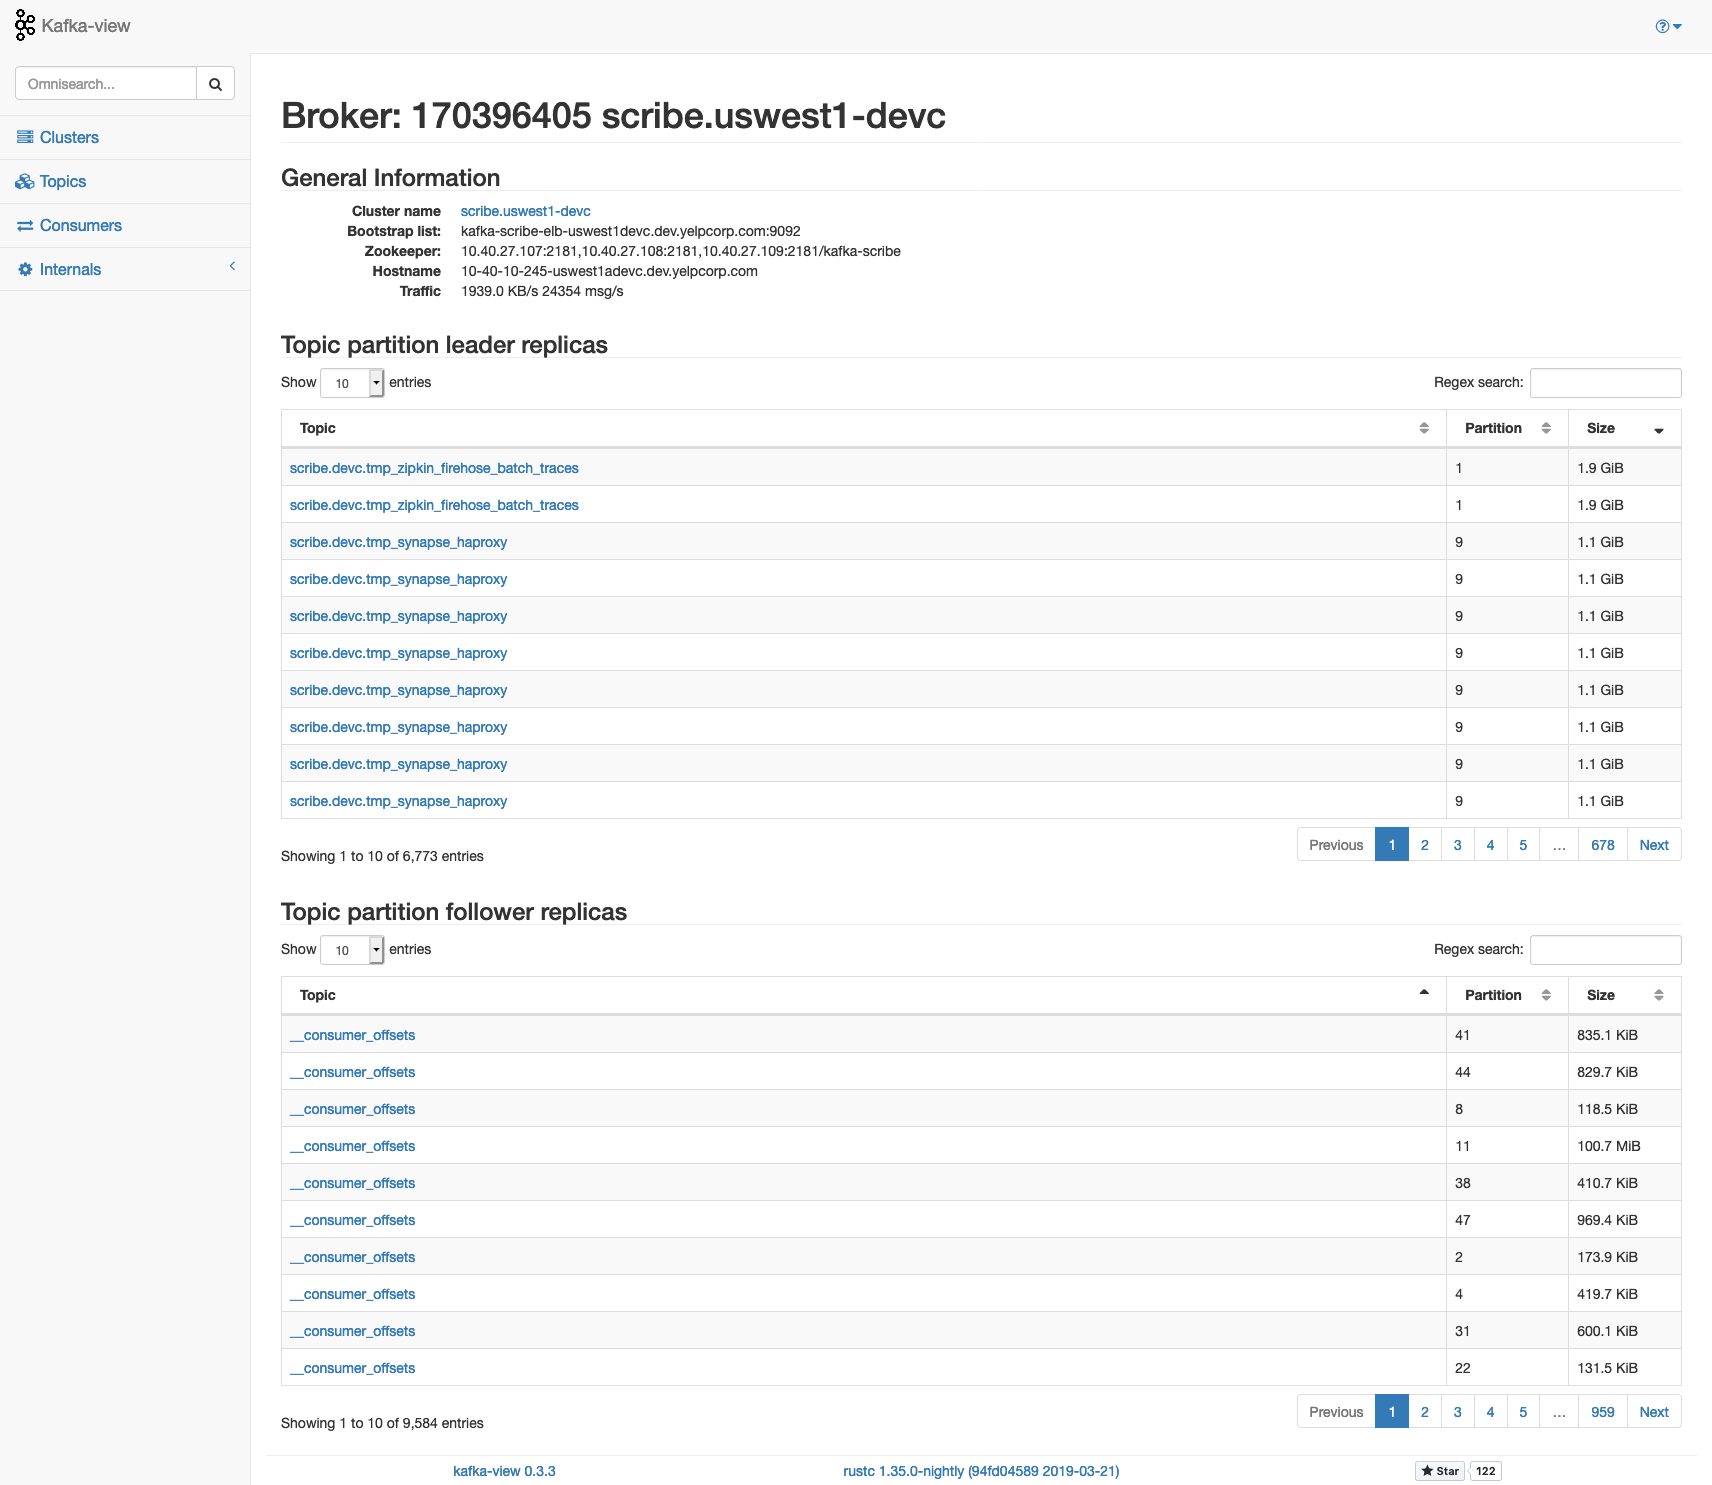 Kafka-view
Omnisearch...
Clusters
Topics
Consumers
Internals
Broker: 170396405 scribe.uswest1-devc
General Information
Cluster name scribe.uswest1-devc
Bootstrap list: kafka-scribe-elb-uswest1devc.dev.yelpcorp.com:9092
Zookeeper: 10.40.27.107:2181,10.40.27.108:2181,10.40.27.109:2181/kafka-scribe
Hostname 10-40-10-245-uswest1adevc.dev.yelpcorp.com
Traffic 1939.0 KB/s 24354 msg/s
Topic partition leader replicas
Show 10 entries Regex search:
Topic Partition Size
scribe.devc.tmp_zipkin_firehose_batch_traces 1 1.9 GiB
scribe.devc.tmp_zipkin_firehose_batch_traces 1 1.9 GiB
scribe.devc.tmp_synapse_haproxy 9 1.1 GiB
scribe.devc.tmp_synapse_haproxy 9 1.1 GiB
scribe.devc.tmp_synapse_haproxy 9 1.1 GiB
scribe.devc.tmp_synapse_haproxy 9 1.1 GiB
scribe.devc.tmp_synapse_haproxy 9 1.1 GiB
scribe.devc.tmp_synapse_haproxy 9 1.1 GiB
scribe.devc.tmp_synapse_haproxy 9 1.1 GiB
scribe.devc.tmp_synapse_haproxy 9 1.1 GiB
Showing 1 to 10 of 6,773 entries Previous 1 2 3 4 5 … 678 Next
Topic partition follower replicas
Show 10 entries Regex search:
Topic Partition Size
__consumer_offsets 41 835.1 KiB
__consumer_offsets 44 829.7 KiB
__consumer_offsets 8 118.5 KiB
__consumer_offsets 11 100.7 MiB
__consumer_offsets 38 410.7 KiB
__consumer_offsets 47 969.4 KiB
__consumer_offsets 2 173.9 KiB
__consumer_offsets 4 419.7 KiB
__consumer_offsets 31 600.1 KiB
__consumer_offsets 22 131.5 KiB
Showing 1 to 10 of 9,584 entries Previous 1 2 3 4 5 … 959 Next
kafka-view 0.3.3 rustc 1.35.0-nightly (94fd04589 2019-03-21) Star 122